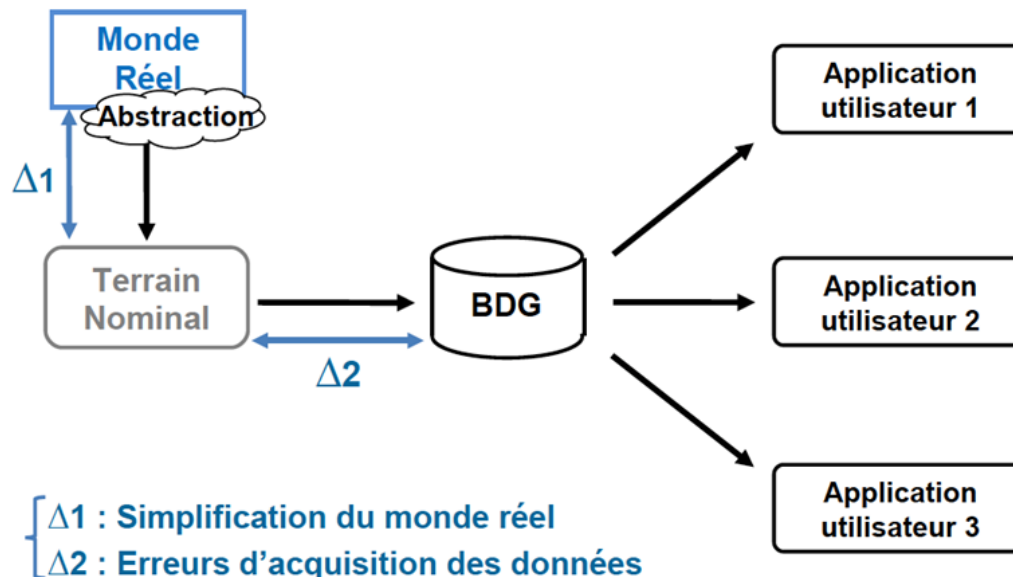 Monde
Réel
Abstraction
Δ1
Terrain
Nominal
Δ2
BDG
Application
utilisateur 1
Application
utilisateur 2
Application
utilisateur 3
Δ1 : Simplification du monde réel
Δ2 : Erreurs d’acquisition des données